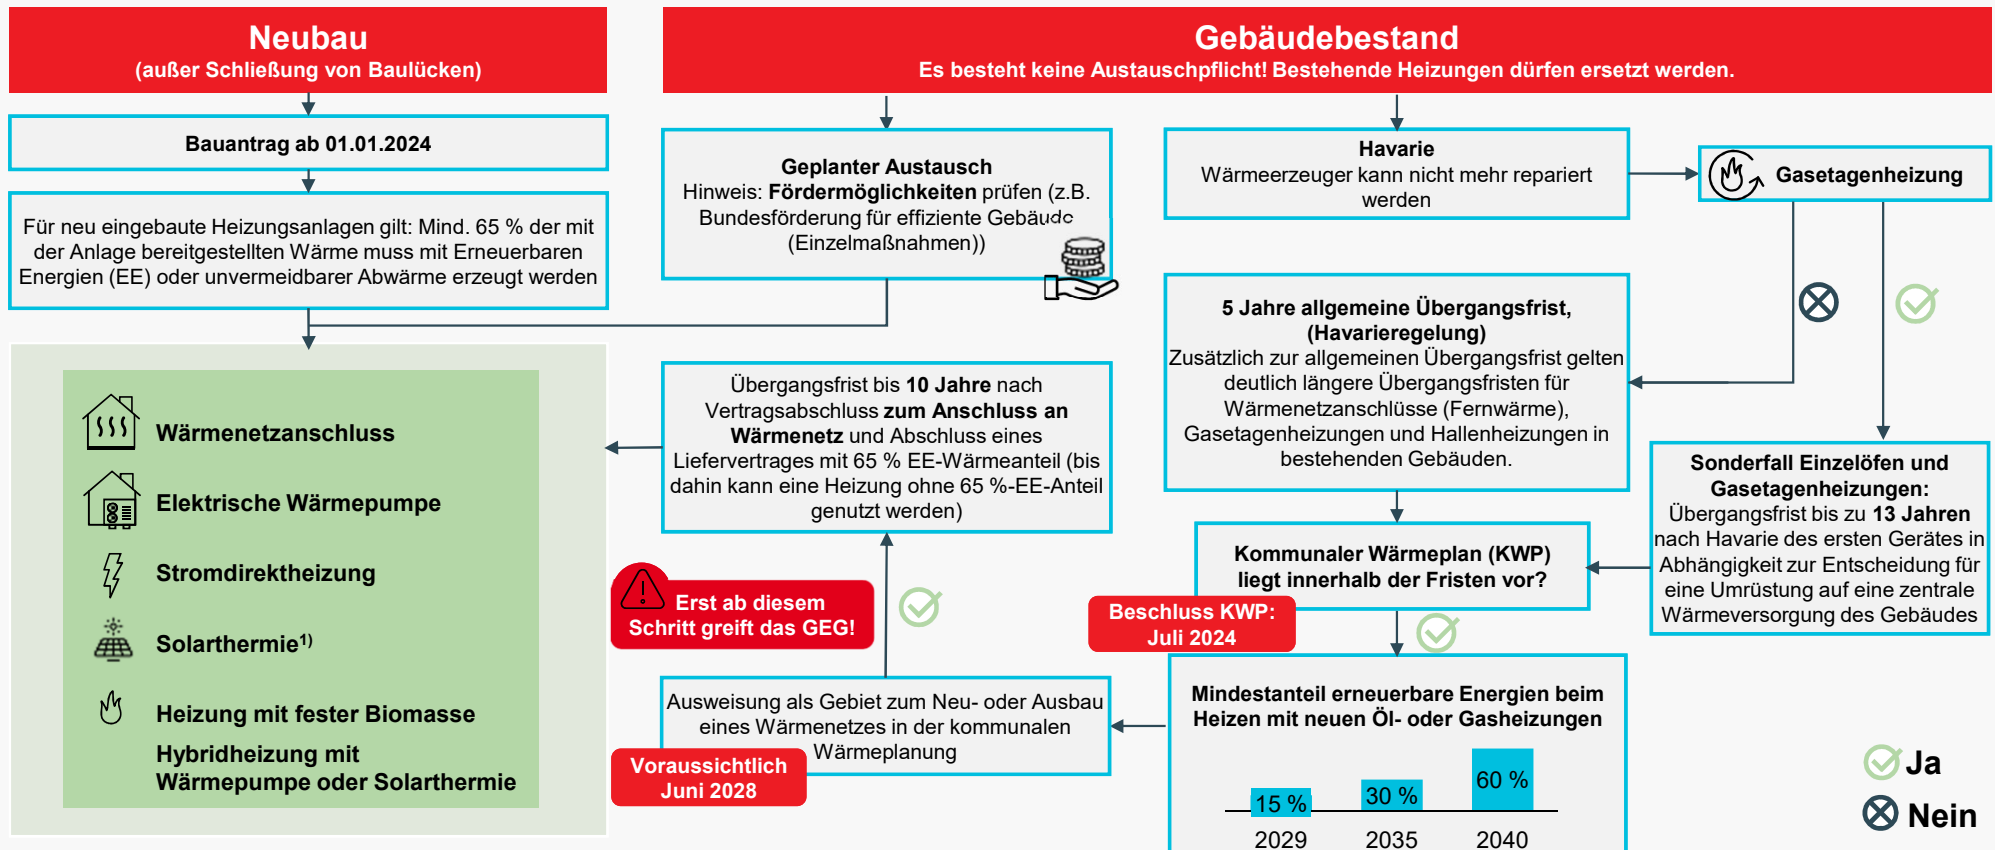 Neubau
(außer Schließung von Baulücken)
Bauantrag ab 01.01.2024
Für neu eingebaute Heizungsanlagen gilt: Mind. 65 % der mit
der Anlage bereitgestellten Wärme muss mit Erneuerbaren
Energien (EE) oder unvermeidbarer Abwärme erzeugt werden
Wärmenetzanschluss
Elektrische Wärmepumpe
Stromdirektheizung
Solarthermie1)
Heizung mit fester Biomasse
Hybridheizung mit
Wärmepumpe oder Solarthermie
Gebäudebestand
Es besteht keine Austauschpflicht! Bestehende Heizungen dürfen ersetzt werden.
Geplanter Austausch
Hinweis: Fördermöglichkeiten prüfen (z.B.
Bundesförderung für effiziente Gebäude
(Einzelmaßnahmen))
Havarie
Wärmeerzeuger kann nicht mehr repariert
werden
Gasetagenheizung
5 Jahre allgemeine Übergangsfrist,
(Havarieregelung)
Zusätzlich zur allgemeinen Übergangsfrist gelten
deutlich längere Übergangsfristen für
Wärmenetzanschlüsse (Fernwärme),
Gasetagenheizungen und Hallenheizungen in
bestehenden Gebäuden.
Sonderfall Einzelöfen und
Gasetagenheizungen:
Übergangsfrist bis zu 13 Jahren
nach Havarie des ersten Gerätes in
Abhängigkeit zur Entscheidung für
eine Umrüstung auf eine zentrale
Wärmeversorgung des Gebäudes
Kommunaler Wärmeplan (KWP)
liegt innerhalb der Fristen vor?
Beschluss KWP:
Juli 2024
Mindestanteil erneuerbare Energien beim
Heizen mit neuen Öl- oder Gasheizungen
15 %
30 %
60 %
2029
2035
2040
Ausweisung als Gebiet zum Neu- oder Ausbau
eines Wärmenetzes in der kommunalen
Wärmeplanung
Voraussichtlich
Juni 2028
Erst ab diesem
Schritt greift das GEG!
Übergangsfrist bis 10 Jahre nach
Vertragsabschluss zum Anschluss an
Wärmenetz und Abschluss eines
Liefervertrages mit 65 % EE-Wärmeanteil (bis
dahin kann eine Heizung ohne 65 %-EE-Anteil
genutzt werden)
Ja
Nein